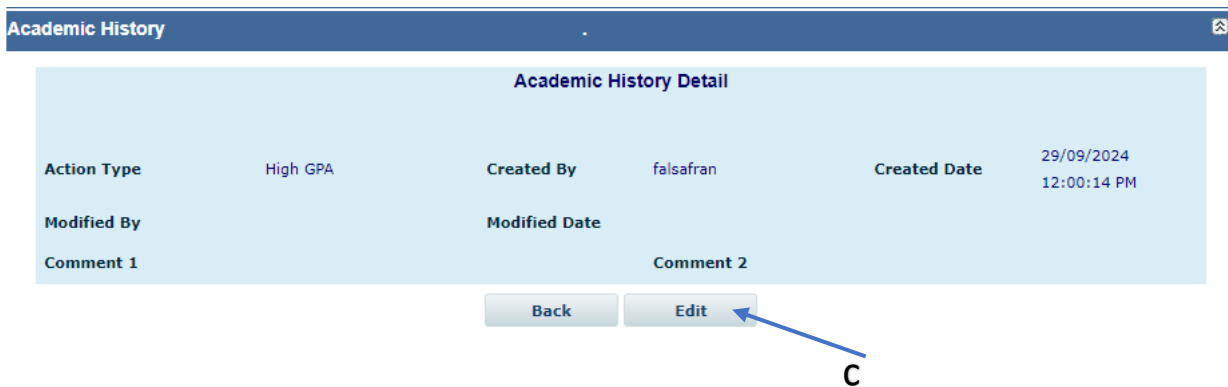 Academic History .
Academic History Detail
Action Type High GPA Created By falsafran Created Date 29/09/2024
12:00:14 PM
Modified By Modified Date
Comment 1 Comment 2
Back Edit
C